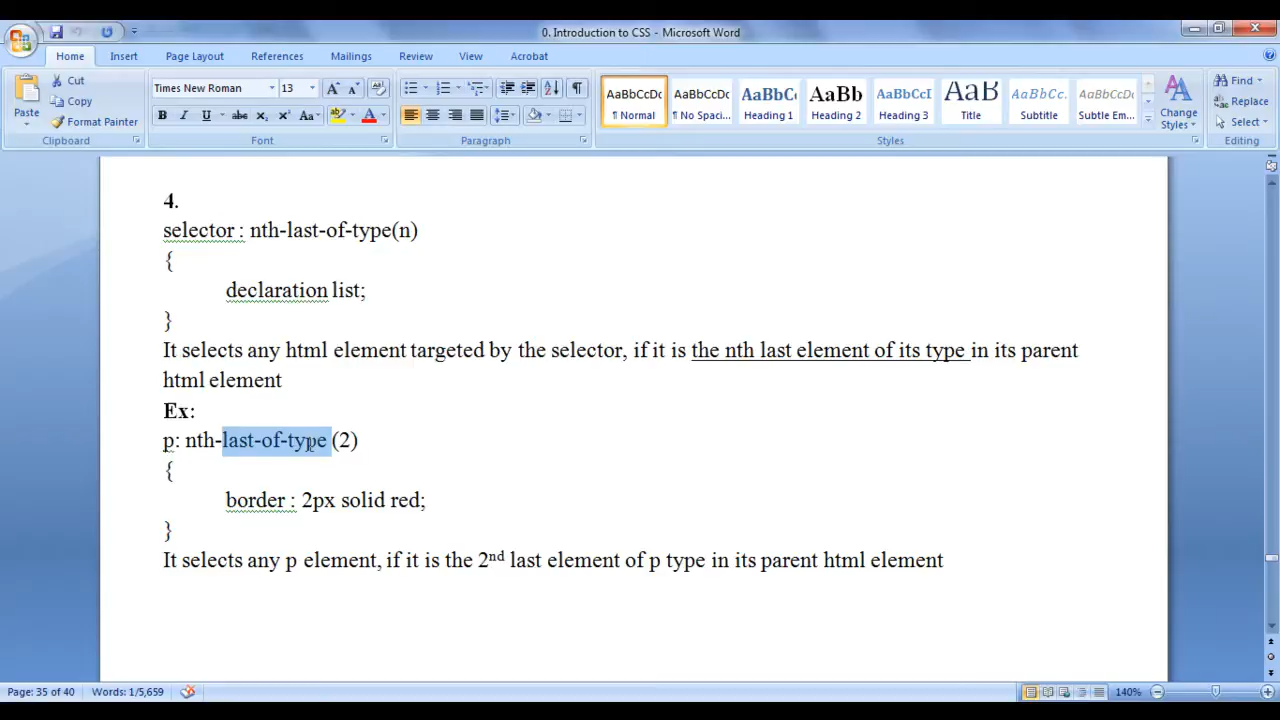 0. Introduction to CSS - Microsoft Word
Home Insert Page Layout References Mailings Review View Acrobat
Paste
Cut
Copy
Format Painter
Clipboard
Times New Roman 13
Font
Paragraph
AaBbCcDc AaBbCcDc AaBbC AaBb AaBbCcI AaB AaBbCc. AaBbCcDc
¶ Normal ¶ No Spaci... Heading 1 Heading 2 Heading 3 Title Subtitle Subtle Em...
Styles
Change Styles
Find
Replace
Select
Editing
4.
selector : nth-last-of-type(n)
{
declaration list;
}
It selects any html element targeted by the selector, if it is the nth last element of its type in its parent
html element
Ex:
p: nth-last-of-type (2)
{
border : 2px solid red;
}
It selects any p element, if it is the 2nd last element of p type in its parent html element
Page: 35 of 40 Words: 1/5,659 140%